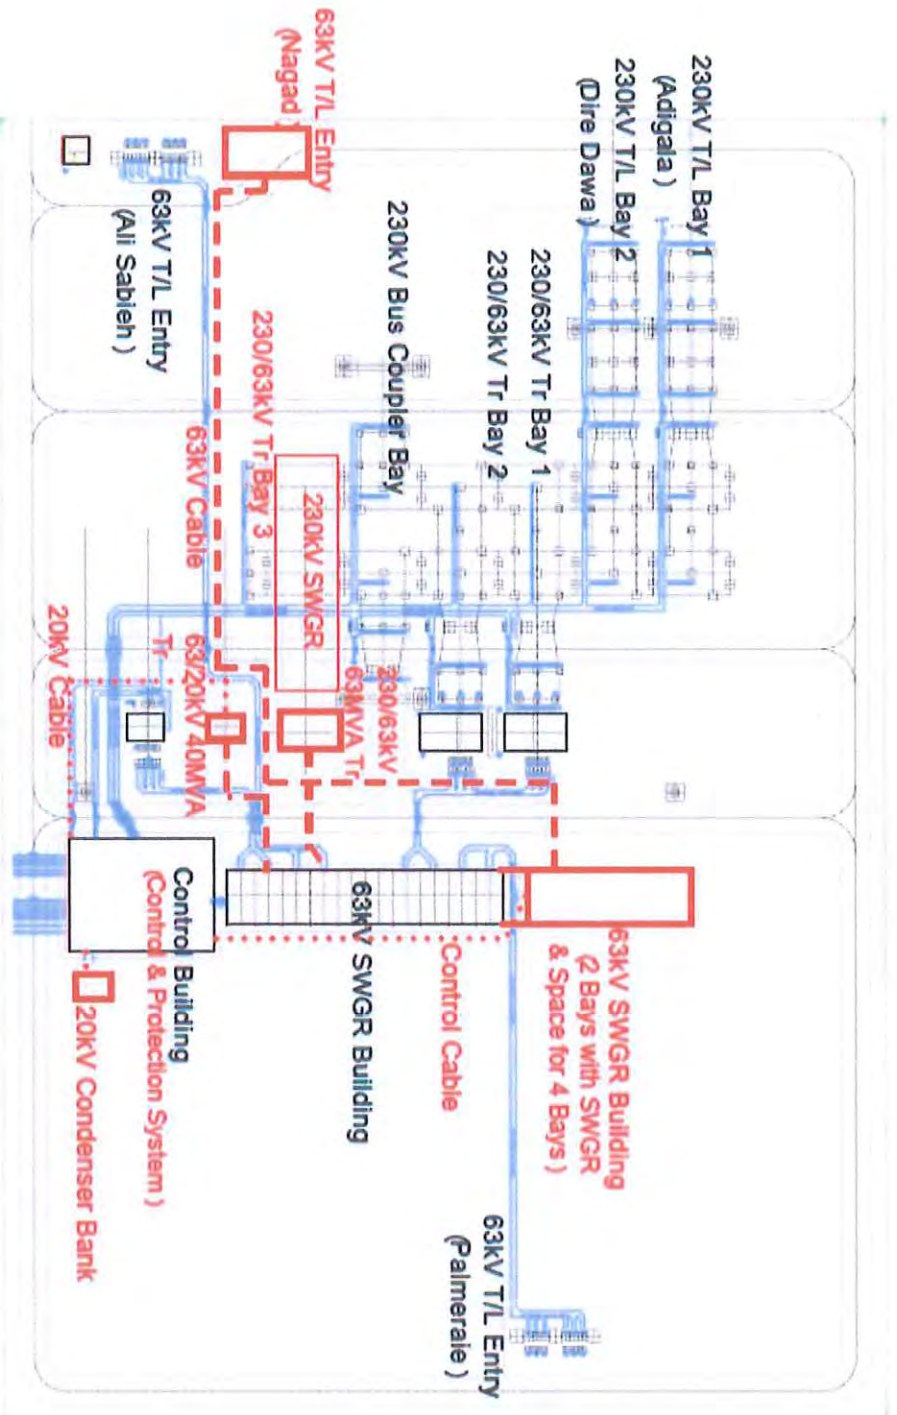 230kV T/L Bay 1
(Adigala )
230kV T/L Bay 2
(Dire Dawa )
230/63kV Tr Bay 1
230/63kV Tr Bay 2
230kV Bus Coupler Bay
63kV T/L Entry
(Nagad )
230/63kV Tr Bay 3
230kV SWGR
63kV T/L Entry
(Ali Sabieh )
63kV Cable
230/63kV
63MVA Tr
63/20kV 40MVA
Tr
20kV Cable
63kV SWGR Building
(2 Bays with SWGR
& Space for 4 Bays )
Control Cable
63kV SWGR Building
Control Building
(Control & Protection System )
20kV Condenser Bank
63kV T/L Entry
(Palmeraie )